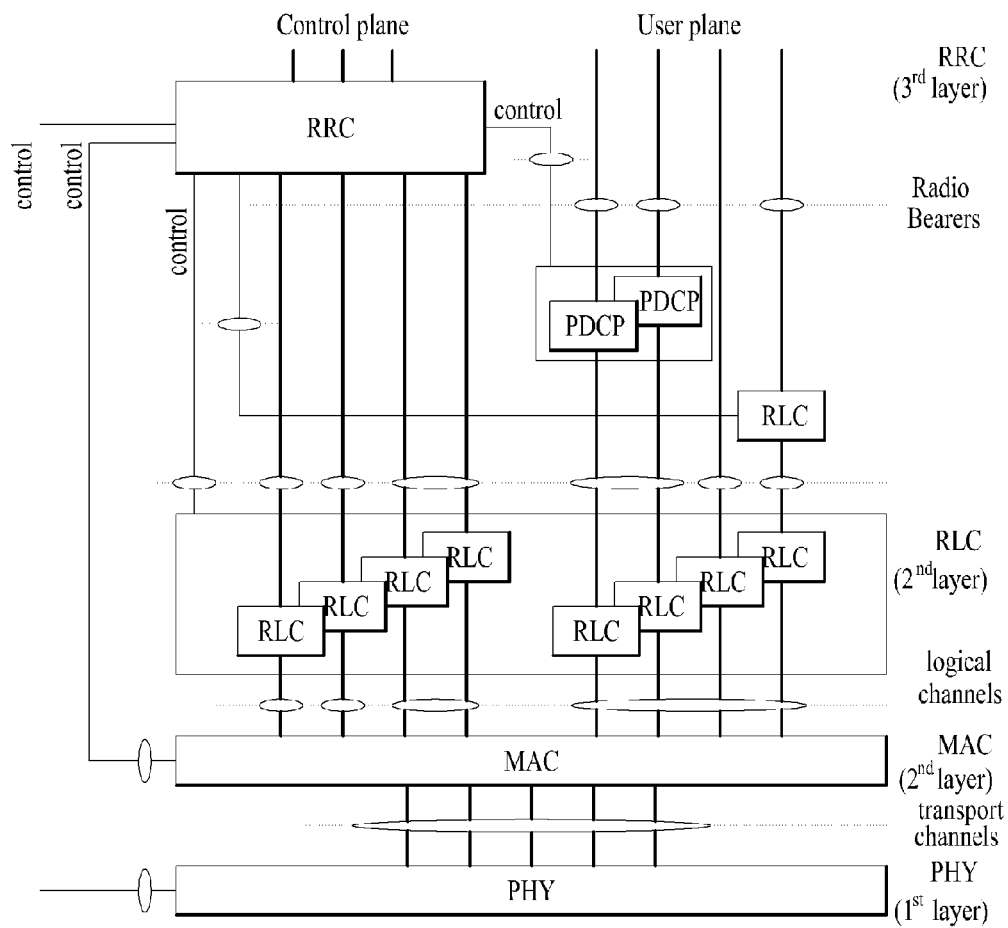 Control plane
User plane
RRC
(3rd layer)
RRC
control
control
control
control
Radio
Bearers
PDCP
PDCP
RLC
RLC
RLC
RLC
RLC
RLC
RLC
RLC
RLC
RLC
(2nd layer)
logical
channels
MAC
MAC
(2nd layer)
transport
channels
PHY
PHY
(1st layer)